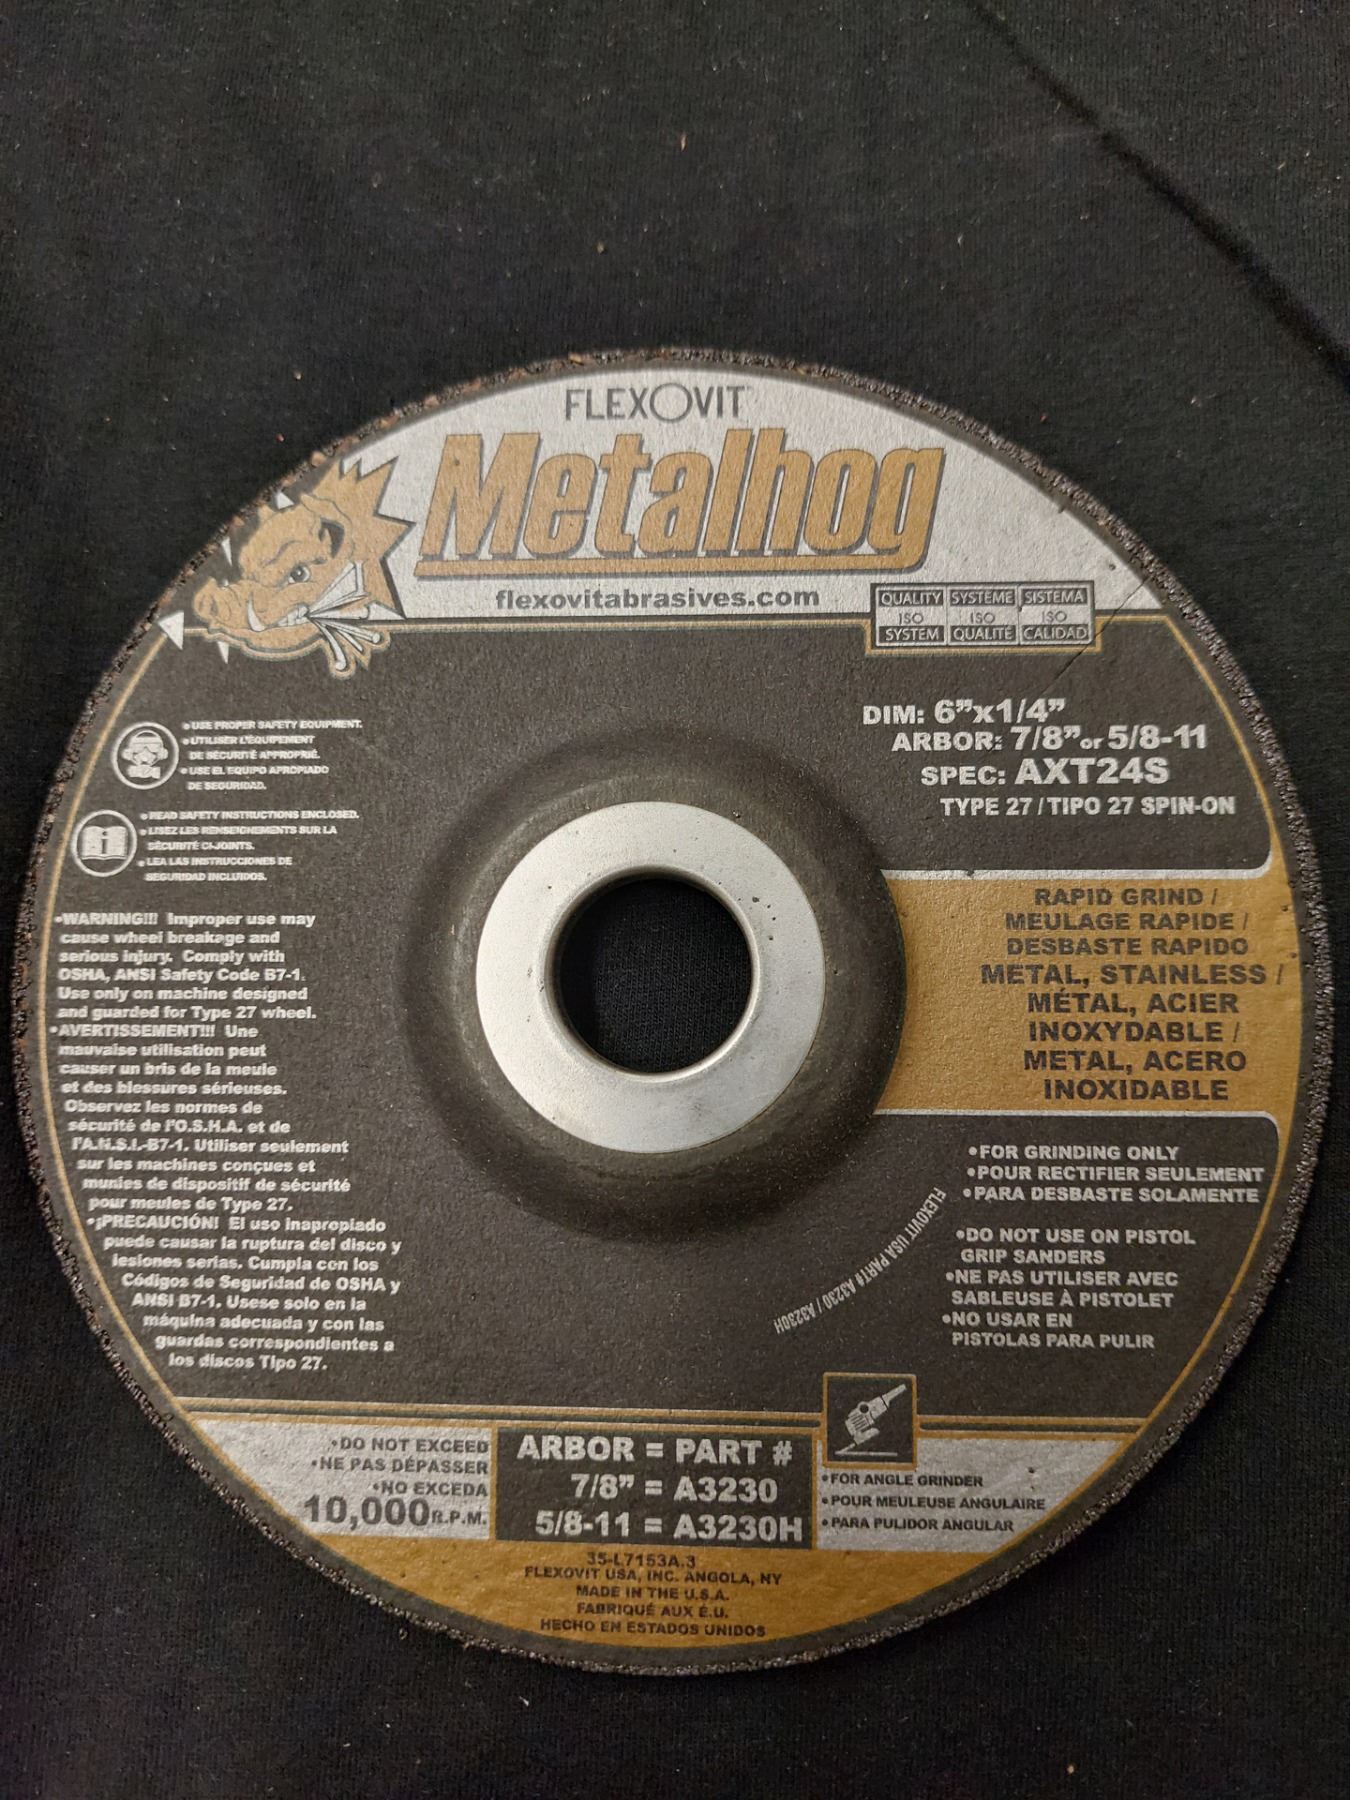 FLEXOVIT
Metalhog
flexovitabrasives.com
QUALITY SYSTÈME SISTEMA
ISO ISO ISO
SYSTEM QUALITÉ CALIDAD
DIM: 6"x1/4"
ARBOR: 7/8" or 5/8-11
SPEC: AXT24S
TYPE 27 / TIPO 27 SPIN-ON
• USE PROPER SAFETY EQUIPMENT.
• UTILISER L'ÉQUIPEMENT
DE SÉCURITÉ APPROPRIÉ.
• USE EL EQUIPO APROPIADO
DE SEGURIDAD.
• READ SAFETY INSTRUCTIONS ENCLOSED.
• LISEZ LES RENSEIGNEMENTS SUR LA
SÉCURITÉ CI-JOINTS.
• LEA LAS INSTRUCCIONES DE
SEGURIDAD INCLUIDOS.
•WARNING!!! Improper use may
cause wheel breakage and
serious injury. Comply with
OSHA, ANSI Safety Code B7-1.
Use only on machine designed
and guarded for Type 27 wheel.
•AVERTISSEMENT!!! Une
mauvaise utilisation peut
causer un bris de la meule
et des blessures sérieuses.
Observez les normes de
sécurité de l'O.S.H.A. et de
l'A.N.S.I.-B7-1. Utiliser seulement
sur les machines conçues et
munies de dispositif de sécurité
pour meules de Type 27.
•¡PRECAUCIÓN! El uso inapropiado
puede causar la ruptura del disco y
lesiones serias. Cumpla con los
Códigos de Seguridad de OSHA y
ANSI B7-1. Usese solo en la
máquina adecuada y con las
guardas correspondientes a
los discos Tipo 27.
RAPID GRIND /
MEULAGE RAPIDE /
DESBASTE RAPIDO
METAL, STAINLESS /
MÉTAL, ACIER
INOXYDABLE /
METAL, ACERO
INOXIDABLE
•FOR GRINDING ONLY
•POUR RECTIFIER SEULEMENT
•PARA DESBASTE SOLAMENTE
•DO NOT USE ON PISTOL
GRIP SANDERS
•NE PAS UTILISER AVEC
SABLEUSE À PISTOLET
•NO USAR EN
PISTOLAS PARA PULIR
FLEXOVIT USA PART# A3230 / A3230H
•DO NOT EXCEED
•NE PAS DÉPASSER
•NO EXCEDA
10,000 R.P.M.
ARBOR = PART #
7/8" = A3230
5/8-11 = A3230H
•FOR ANGLE GRINDER
•POUR MEULEUSE ANGULAIRE
•PARA PULIDOR ANGULAR
35-L7153A.3
FLEXOVIT USA, INC. ANGOLA, NY
MADE IN THE U.S.A.
FABRIQUÉ AUX É.U.
HECHO EN ESTADOS UNIDOS